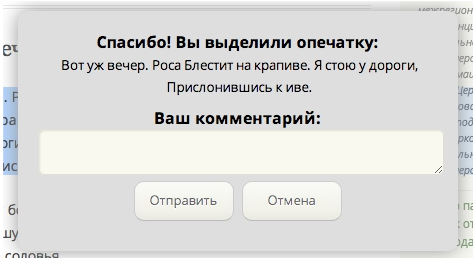 Спасибо! Вы выделили опечатку:
Вот уж вечер. Роса Блестит на крапиве. Я стою у дороги,
Прислонившись к иве.
Ваш комментарий:
Отправить
Отмена